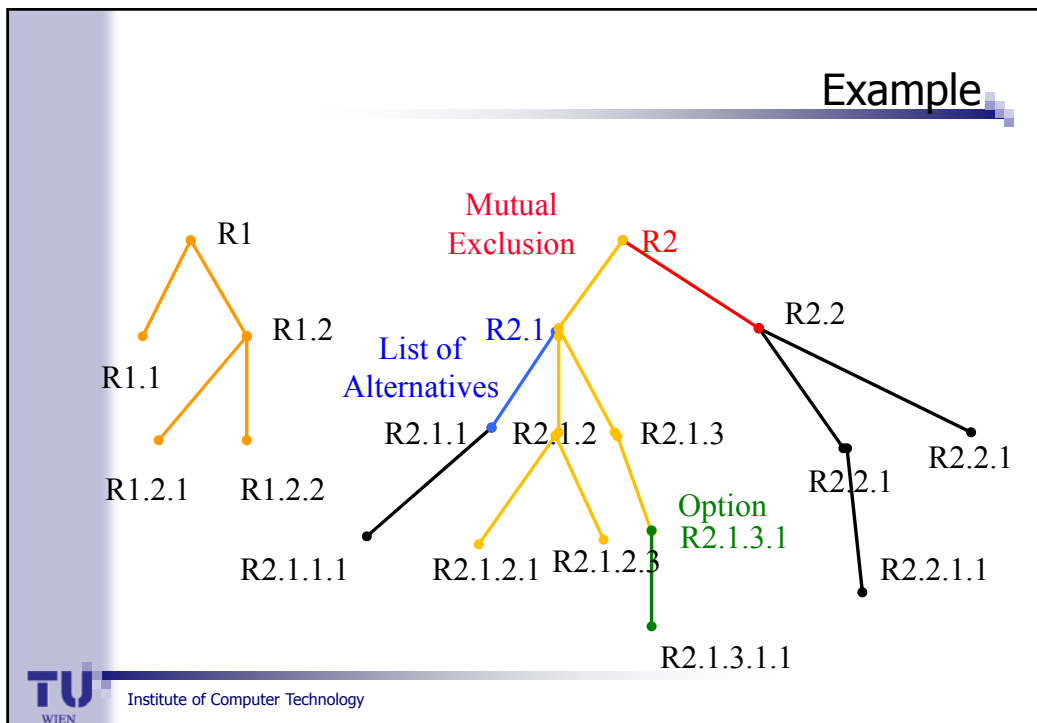 Example
Mutual
Exclusion
R1
R2
R1.2
R2.1
R2.2
R1.1
List of
Alternatives
R2.1.1
R2.1.2
R2.1.3
R2.2.1
R2.2.1
R1.2.1
R1.2.2
Option
R2.1.3.1
R2.1.1.1
R2.1.2.1
R2.1.2.3
R2.2.1.1
R2.1.3.1.1
TU
WIEN
Institute of Computer Technology